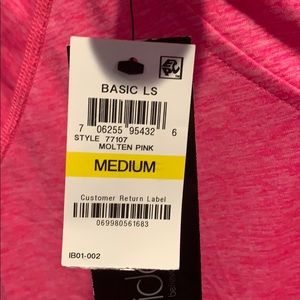 BASIC LS
7 06255 95432 6
STYLE 77107
MOLTEN PINK
MEDIUM
Customer Return Label
069980561683
IB01-002